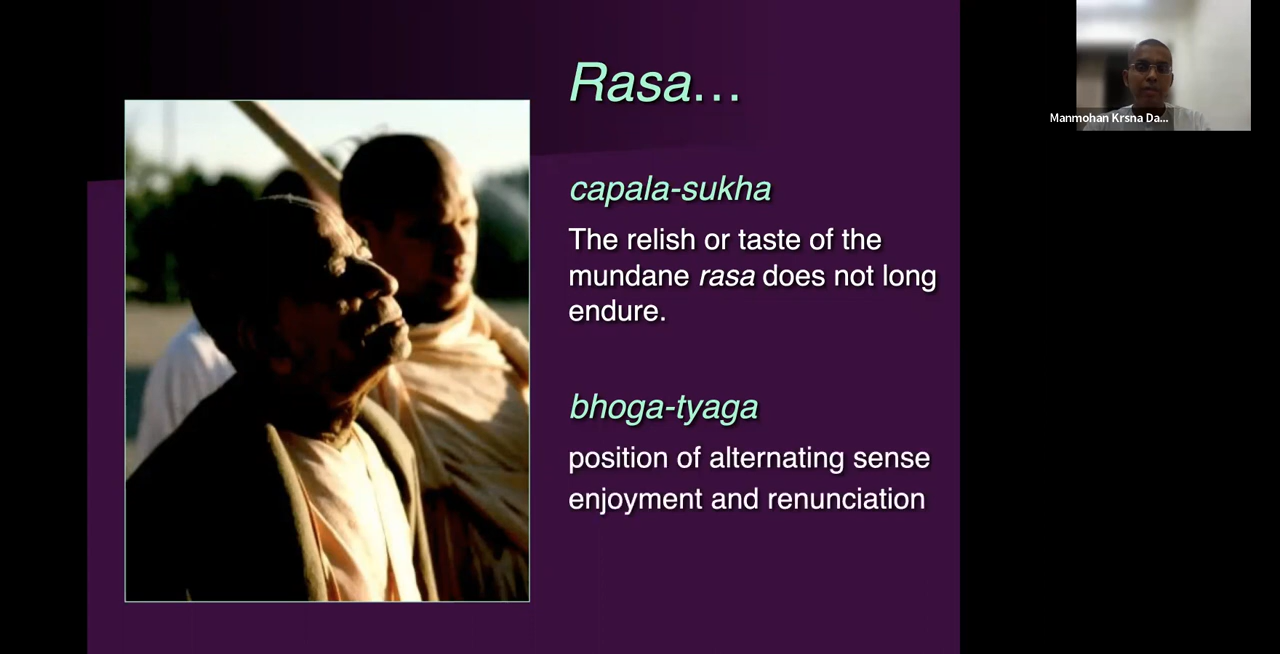 Rasa…
Manmohan Krsna Da...
capala-sukha
The relish or taste of the
mundane rasa does not long
endure.
bhoga-tyaga
position of alternating sense
enjoyment and renunciation